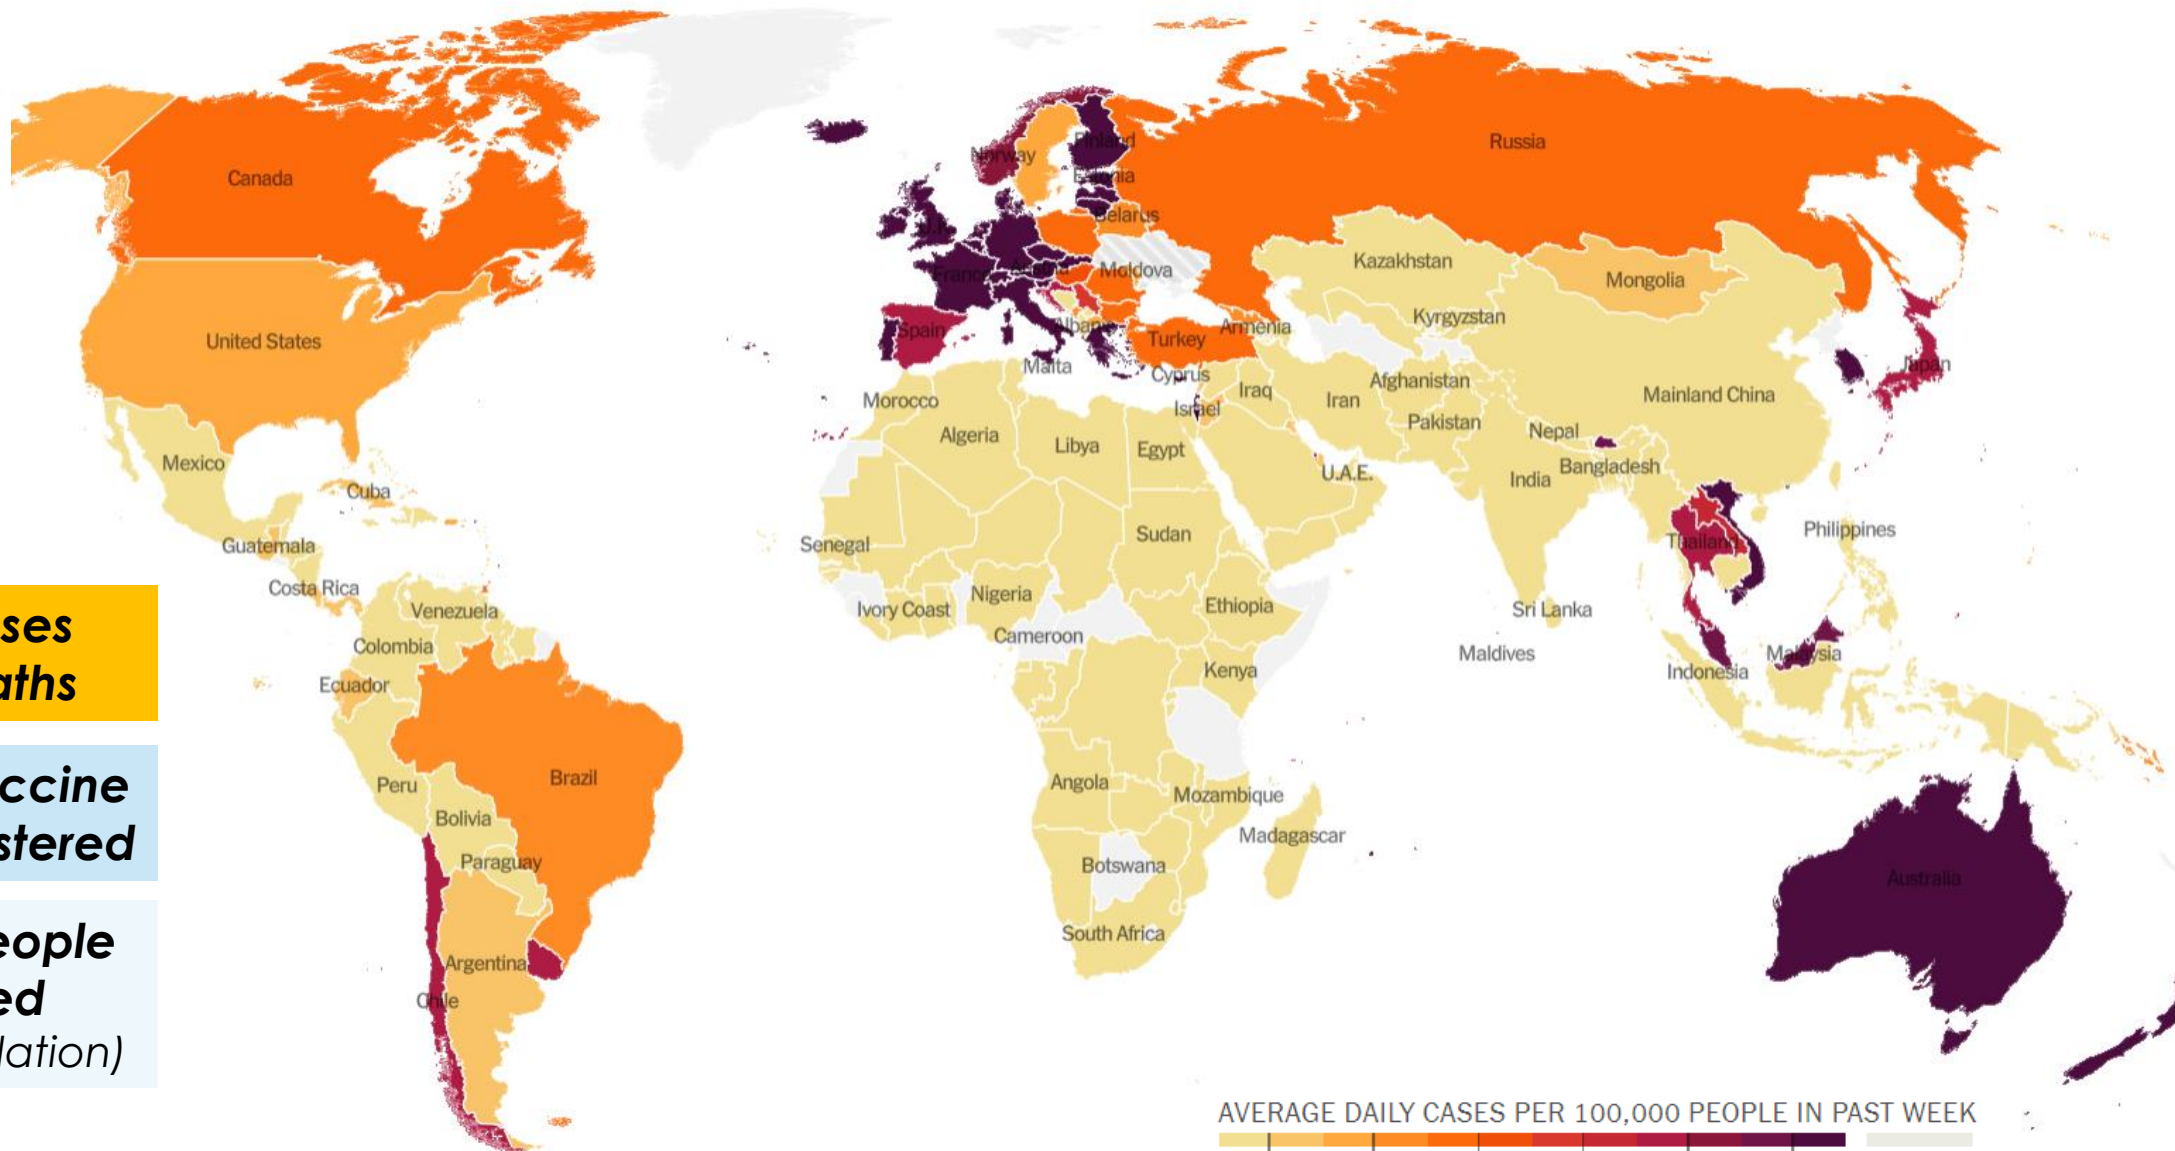 Canada
Russia
Norway
Finland
Estonia
Belarus
U.K.
France
Austria
Moldova
Kazakhstan
Mongolia
United States
Spain
Albania
Turkey
Armenia
Kyrgyzstan
Japan
Malta
Cyprus
Iraq
Iran
Afghanistan
Mainland China
Morocco
Israel
Pakistan
Nepal
Mexico
Algeria
Libya
Egypt
U.A.E.
India
Bangladesh
Cuba
Guatemala
Senegal
Sudan
Thailand
Philippines
Costa Rica
Venezuela
Ivory Coast
Nigeria
Ethiopia
Sri Lanka
Colombia
Cameroon
Maldives
Malaysia
Ecuador
Kenya
Indonesia
Peru
Brazil
Angola
Mozambique
Bolivia
Madagascar
Paraguay
Botswana
Australia
South Africa
Argentina
Chile
ses
aths
ccine
stered
eople
ed
lation)
AVERAGE DAILY CASES PER 100,000 PEOPLE IN PAST WEEK